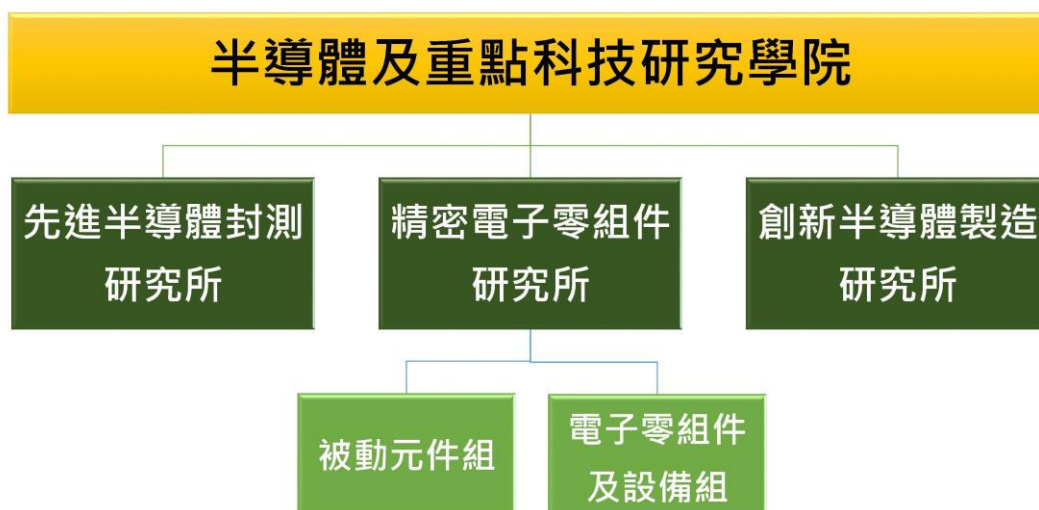 半導體及重點科技研究學院
先進半導體封測
研究所
精密電子零組件
研究所
創新半導體製造
研究所
被動元件組
電子零組件
及設備組